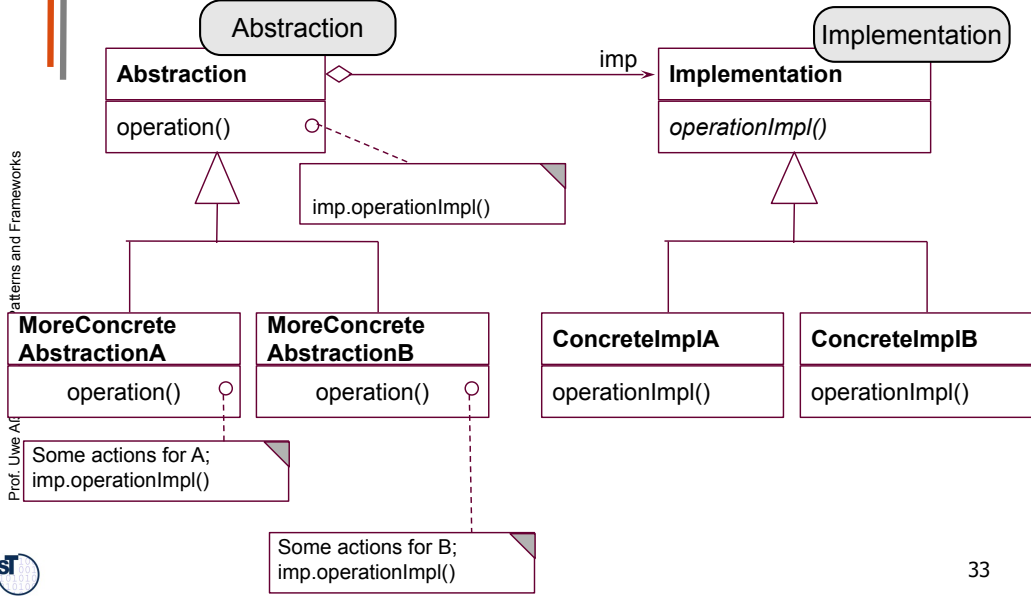 Abstraction
Implementation
Abstraction
imp
Implementation
operation()
operationImpl()
imp.operationImpl()
MoreConcrete
AbstractionA
MoreConcrete
AbstractionB
ConcreteImplA
ConcreteImplB
operation()
operation()
operationImpl()
operationImpl()
Some actions for A;
imp.operationImpl()
Some actions for B;
imp.operationImpl()
Prof. Uwe
and Frameworks
33